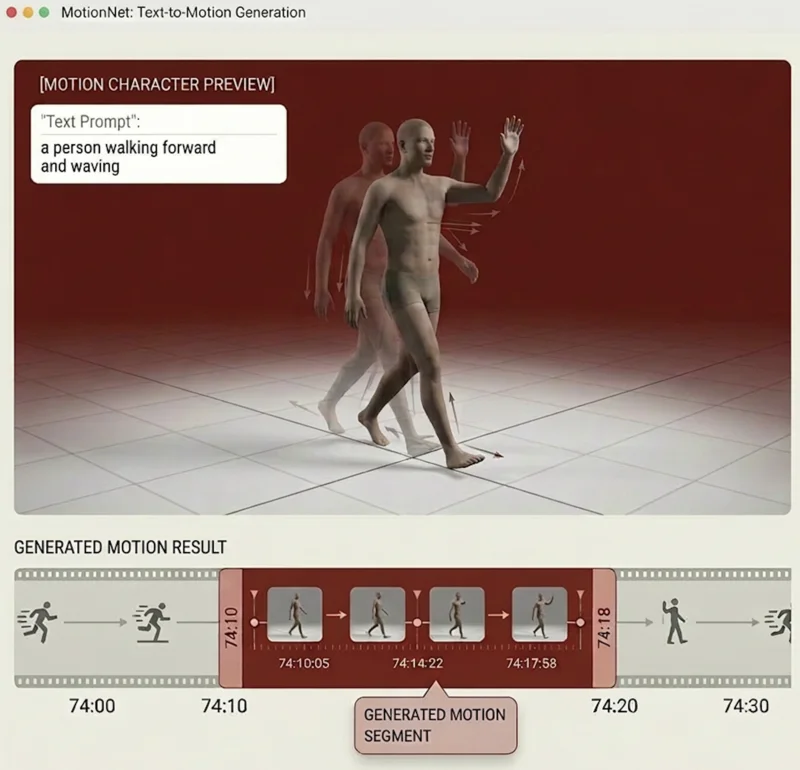 MotionNet: Text-to-Motion Generation
[MOTION CHARACTER PREVIEW]
"Text Prompt":
a person walking forward
and waving
GENERATED MOTION RESULT
74:10
74:18
74:10:05
74:14:22
74:17:58
74:00
74:10
74:20
74:30
GENERATED MOTION
SEGMENT